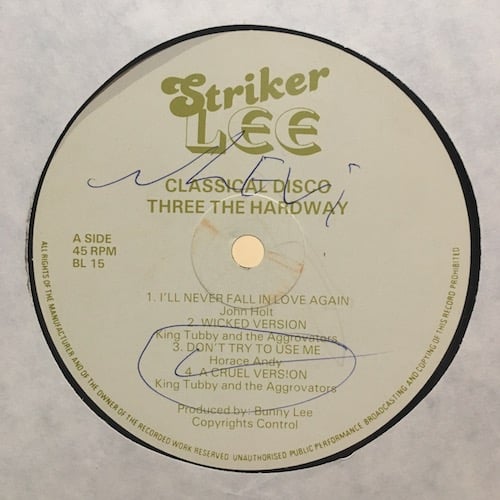 Striker
LEE
CLASSICAL DISCO
THREE THE HARDWAY
A SIDE
45 RPM
BL 15
1. I'LL NEVER FALL IN LOVE AGAIN
John Holt
2. WICKED VERSION
King Tubby and the Aggrovators
3. DON'T TRY TO USE ME
Horace Andy
4. A CRUEL VERSION
King Tubby and the Aggrovators
Produced by: Bunny Lee
Copyrights Control
ALL RIGHTS OF THE MANUFACTURER AND OF THE OWNER OF THE RECORDED WORK RESERVED UNAUTHORISED PUBLIC PERFORMANCE BROADCASTING AND COPYING OF THIS RECORD PROHIBITED